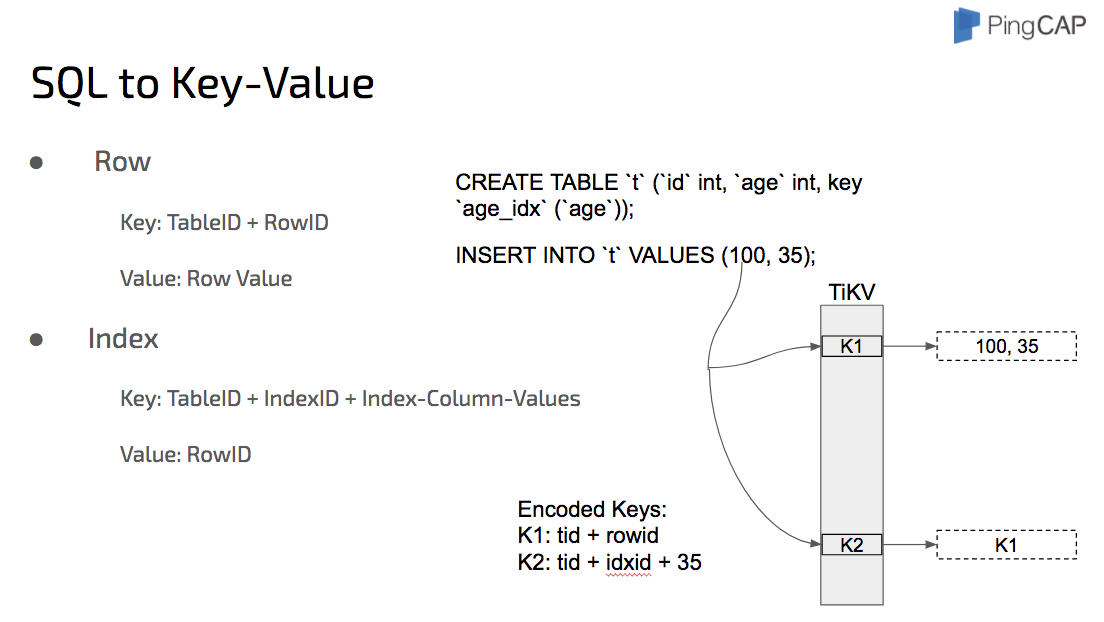 PingCAP
SQL to Key-Value
● Row
Key: TableID + RowID
Value: Row Value
● Index
Key: TableID + IndexID + Index-Column-Values
Value: RowID
CREATE TABLE `t` (`id` int, `age` int, key
`age_idx` (`age`));
INSERT INTO `t` VALUES (100, 35);
TiKV
K1
100, 35
K2
K1
Encoded Keys:
K1: tid + rowid
K2: tid + idxid + 35